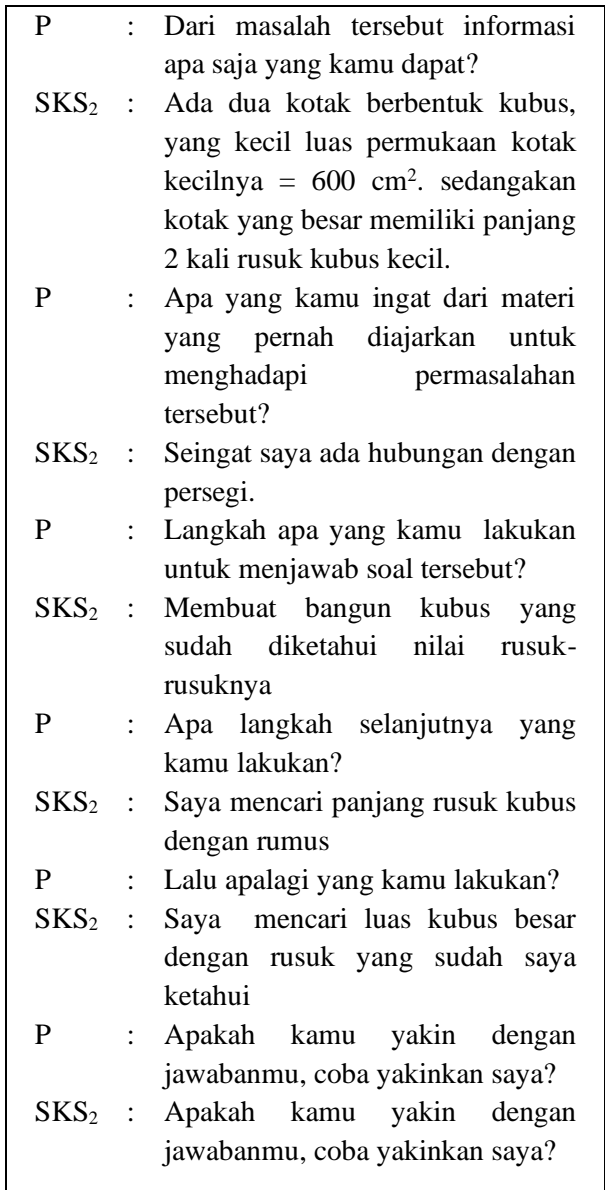 P : Dari masalah tersebut informasi
apa saja yang kamu dapat?
SKS₂ : Ada dua kotak berbentuk kubus,
yang kecil luas permukaan kotak
kecilnya = 600 cm². sedangakan
kotak yang besar memiliki panjang
2 kali rusuk kubus kecil.
P : Apa yang kamu ingat dari materi
yang pernah diajarkan untuk
menghadapi permasalahan
tersebut?
SKS₂ : Seingat saya ada hubungan dengan
persegi.
P : Langkah apa yang kamu lakukan
untuk menjawab soal tersebut?
SKS₂ : Membuat bangun kubus yang
sudah diketahui nilai rusuk-
rusuknya
P : Apa langkah selanjutnya yang
kamu lakukan?
SKS₂ : Saya mencari panjang rusuk kubus
dengan rumus
P : Lalu apalagi yang kamu lakukan?
SKS₂ : Saya mencari luas kubus besar
dengan rusuk yang sudah saya
ketahui
P : Apakah kamu yakin dengan
jawabanmu, coba yakinkan saya?
SKS₂ : Apakah kamu yakin dengan
jawabanmu, coba yakinkan saya?